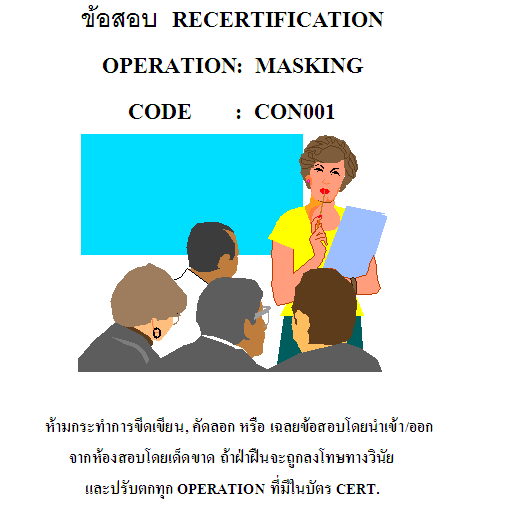 ข้อสอบ RECERTIFICATION
OPERATION: MASKING
CODE : CON001
ห้ามกระทำการขีดเขียน, คัดลอก หรือ เฉลยข้อสอบโดยนำเข้า/ออก
จากห้องสอบโดยเด็ดขาด ถ้าฝ่าฝืนจะถูกลงโทษทางวินัย
และปรับตกทุก OPERATION ที่มีในบัตร CERT.